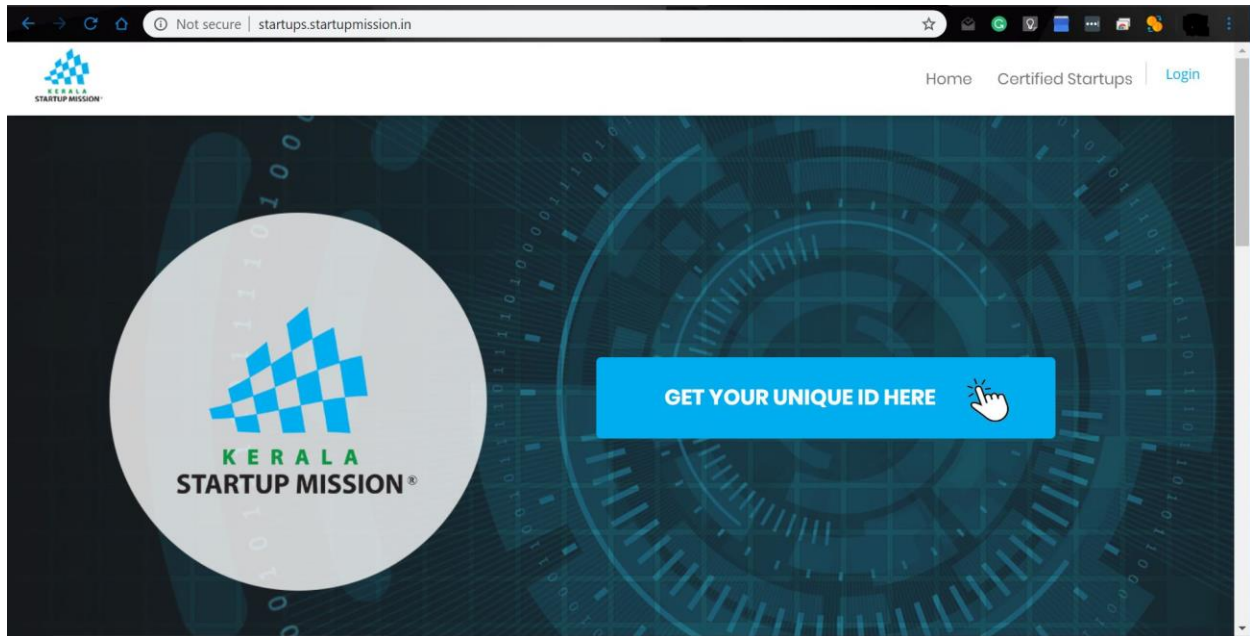 Not secure | startups.startupmission.in
KERALA
STARTUP MISSION
Home Certified Startups Login
GET YOUR UNIQUE ID HERE
KERALA
STARTUP MISSION®